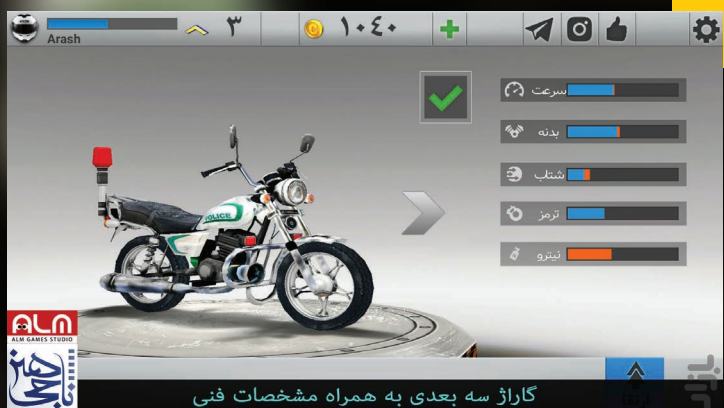 Arash
۳
۱۰۴۰
سرعت
بدنه
شتاب
ترمز
نیترو
POLICE
ALM
ALM GAMES STUDIO
گاراژ سه بعدی به همراه مشخصات فنی